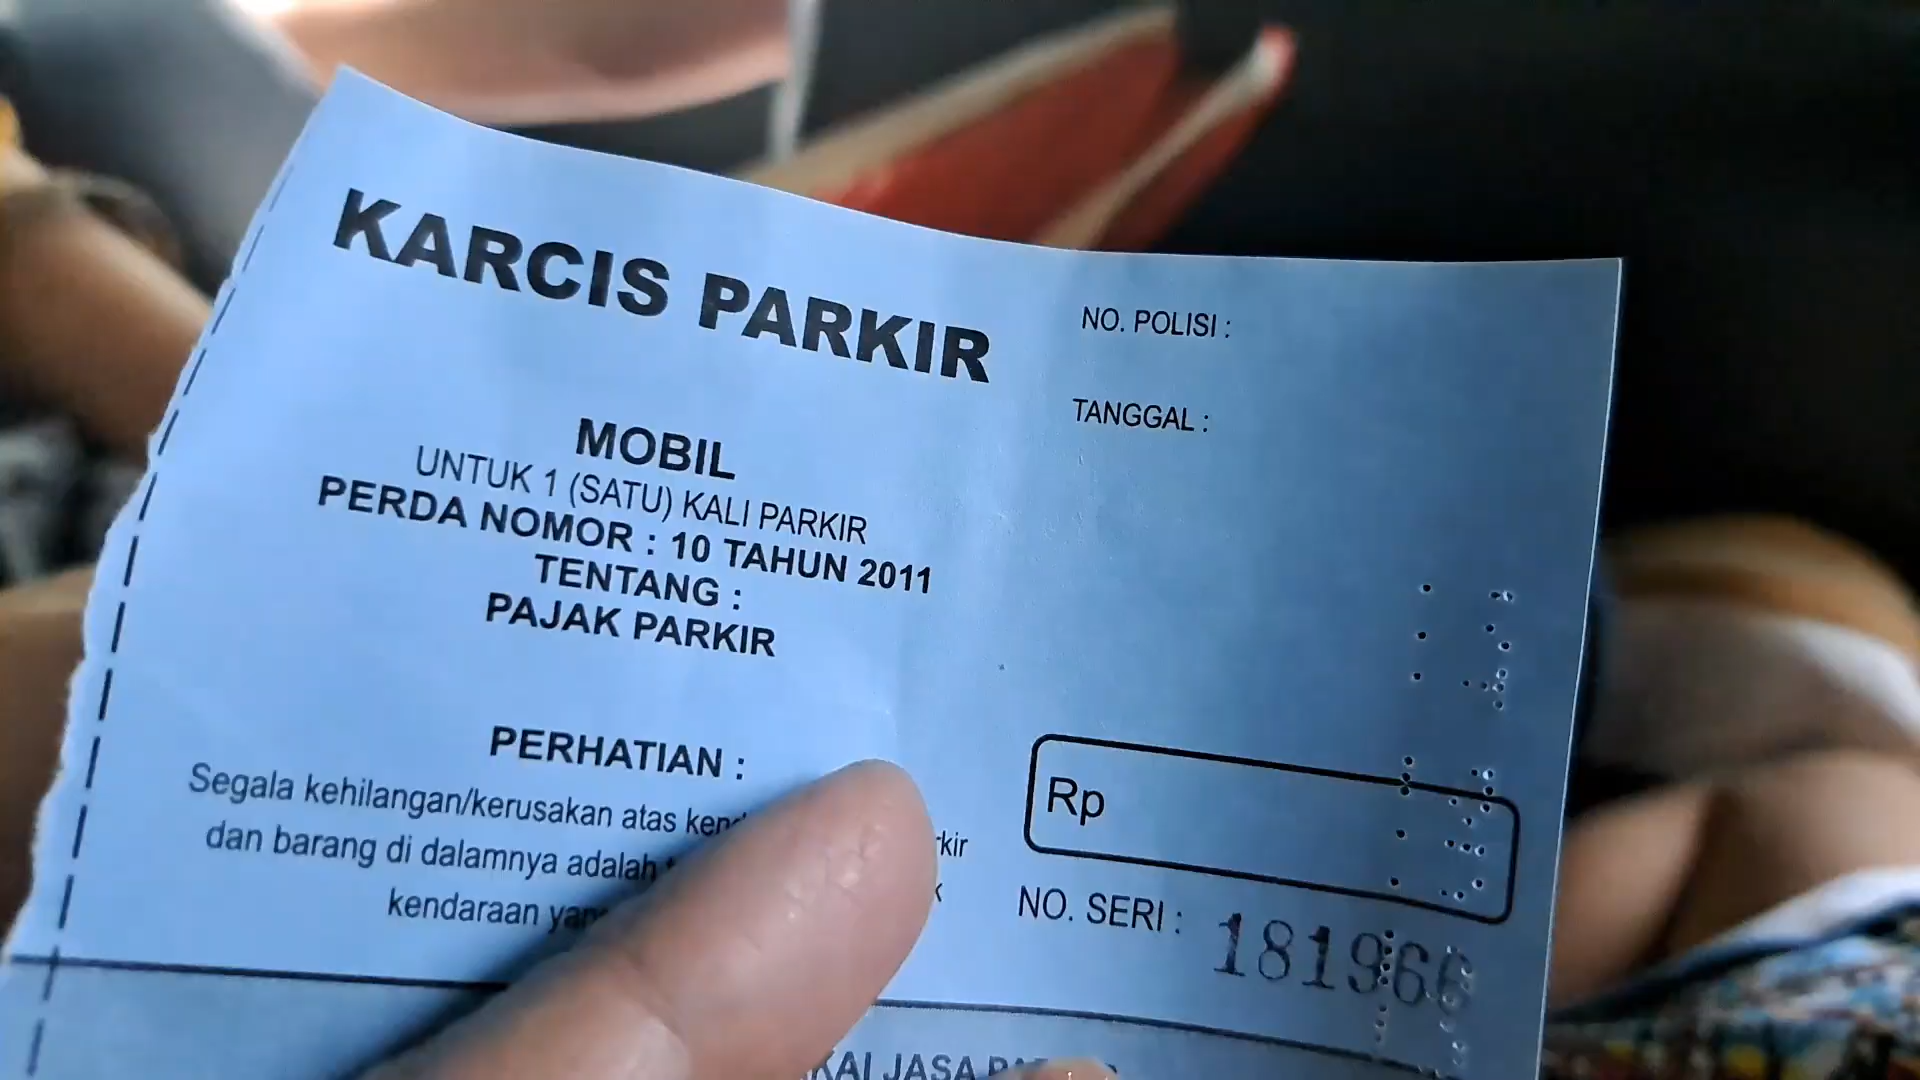 KARCIS PARKIR
MOBIL
UNTUK 1 (SATU) KALI PARKIR
PERDA NOMOR : 10 TAHUN 2011
TENTANG :
PAJAK PARKIR
PERHATIAN :
Segala kehilangan/kerusakan atas
dan barang di dalamnya adalah
kendaraan
NO. POLISI :
TANGGAL :
Rp
NO. SERI : 181966
JASA